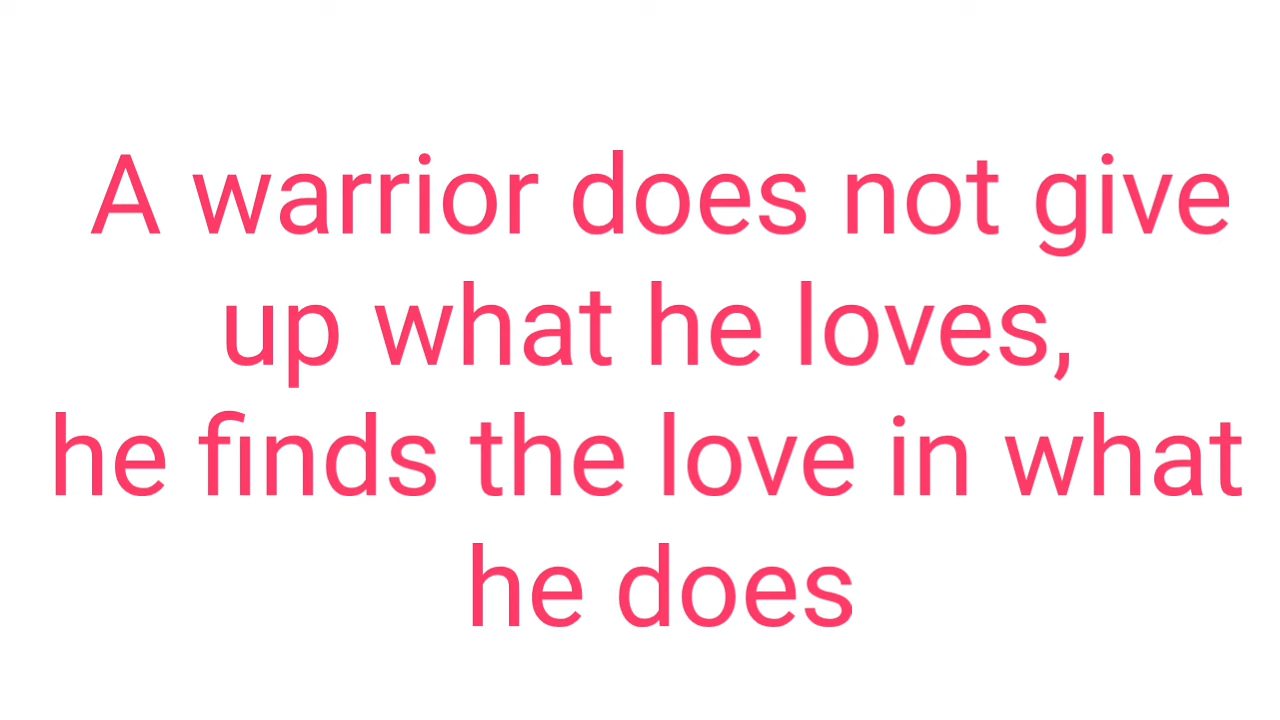 A warrior does not give
up what he loves,
he finds the love in what
he does